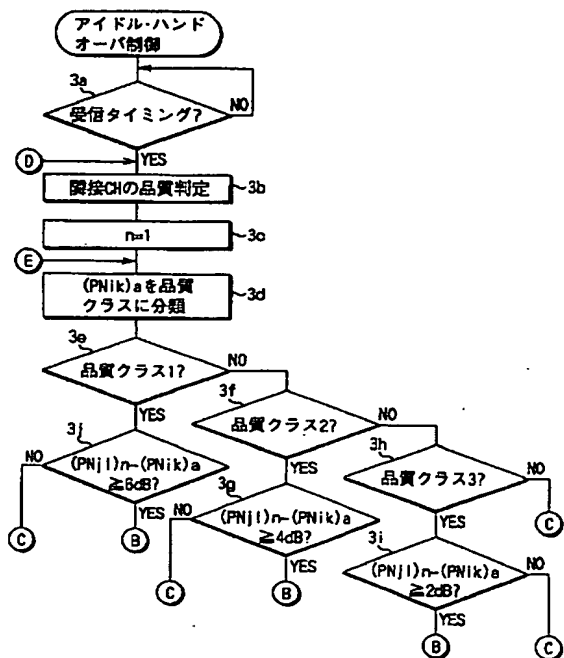 アイドル・ハンド
オーバ制御
3a
受信タイミング?
NO
YES
D
隣接CHの品質判定
3b
n=1
3c
E
(PNik)aを品質
クラスに分類
3d
3e
品質クラス1?
NO
YES
3f
品質クラス2?
NO
YES
3h
品質クラス3?
NO
YES
C
3j
(PNjl)n-(PNik)a
≧6dB?
NO
YES
C
B
3g
(PNjl)n-(PNik)a
≧4dB?
NO
YES
C
B
3i
(PNjl)n-(PNik)a
≧2dB?
NO
YES
B
C